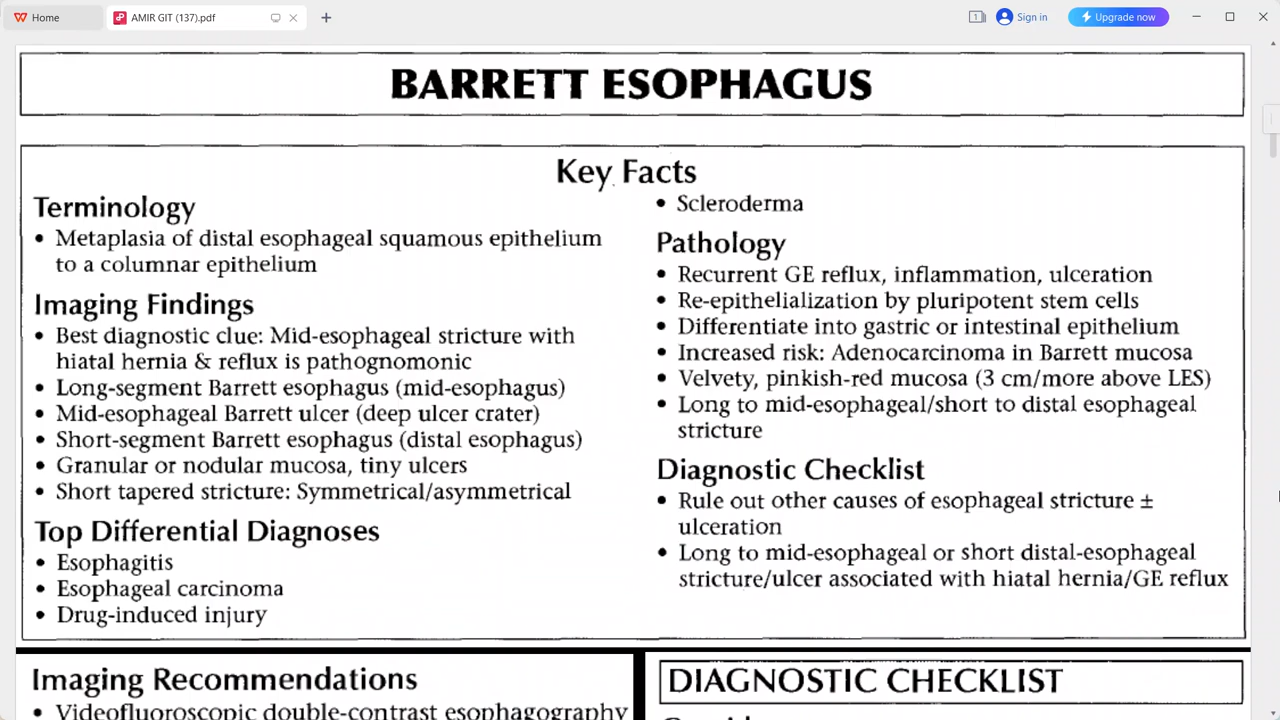 Home
AMIR GIT (137).pdf
1
Sign in
Upgrade now
BARRETT ESOPHAGUS
Key Facts
Terminology
• Metaplasia of distal esophageal squamous epithelium
to a columnar epithelium
Imaging Findings
• Best diagnostic clue: Mid-esophageal stricture with
hiatal hernia & reflux is pathognomonic
• Long-segment Barrett esophagus (mid-esophagus)
• Mid-esophageal Barrett ulcer (deep ulcer crater)
• Short-segment Barrett esophagus (distal esophagus)
• Granular or nodular mucosa, tiny ulcers
• Short tapered stricture: Symmetrical/asymmetrical
Top Differential Diagnoses
• Esophagitis
• Esophageal carcinoma
• Drug-induced injury
• Scleroderma
Pathology
• Recurrent GE reflux, inflammation, ulceration
• Re-epithelialization by pluripotent stem cells
• Differentiate into gastric or intestinal epithelium
• Increased risk: Adenocarcinoma in Barrett mucosa
• Velvety, pinkish-red mucosa (3 cm/more above LES)
• Long to mid-esophageal/short to distal esophageal
stricture
Diagnostic Checklist
• Rule out other causes of esophageal stricture ±
ulceration
• Long to mid-esophageal or short distal-esophageal
stricture/ulcer associated with hiatal hernia/GE reflux
Imaging Recommendations
• Videofluoroscopic double-contrast esophagography
DIAGNOSTIC CHECKLIST